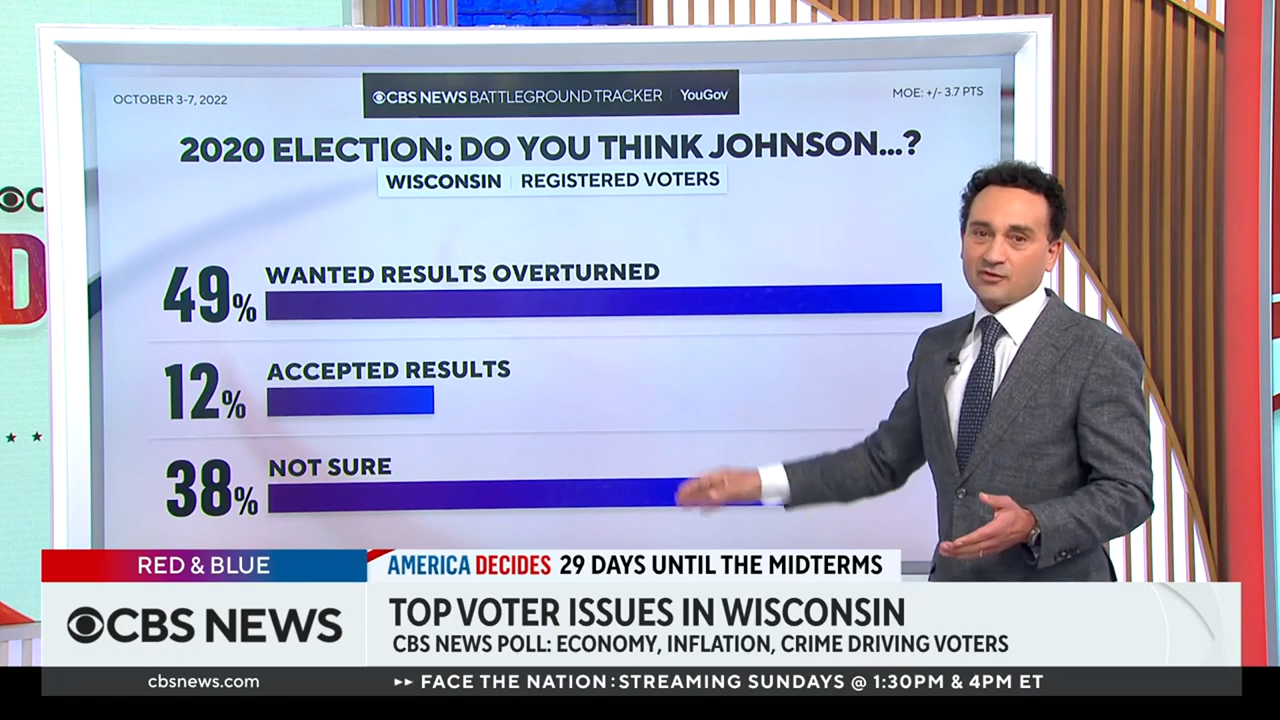 OCTOBER 3-7, 2022
CBS NEWS BATTLEGROUND TRACKER | YouGov
MOE: +/- 3.7 PTS
2020 ELECTION: DO YOU THINK JOHNSON...?
WISCONSIN | REGISTERED VOTERS
49% WANTED RESULTS OVERTURNED
12% ACCEPTED RESULTS
38% NOT SURE
RED & BLUE
AMERICA DECIDES 29 DAYS UNTIL THE MIDTERMS
CBS NEWS
TOP VOTER ISSUES IN WISCONSIN
CBS NEWS POLL: ECONOMY, INFLATION, CRIME DRIVING VOTERS
cbsnews.com
FACE THE NATION: STREAMING SUNDAYS @ 1:30PM & 4PM ET